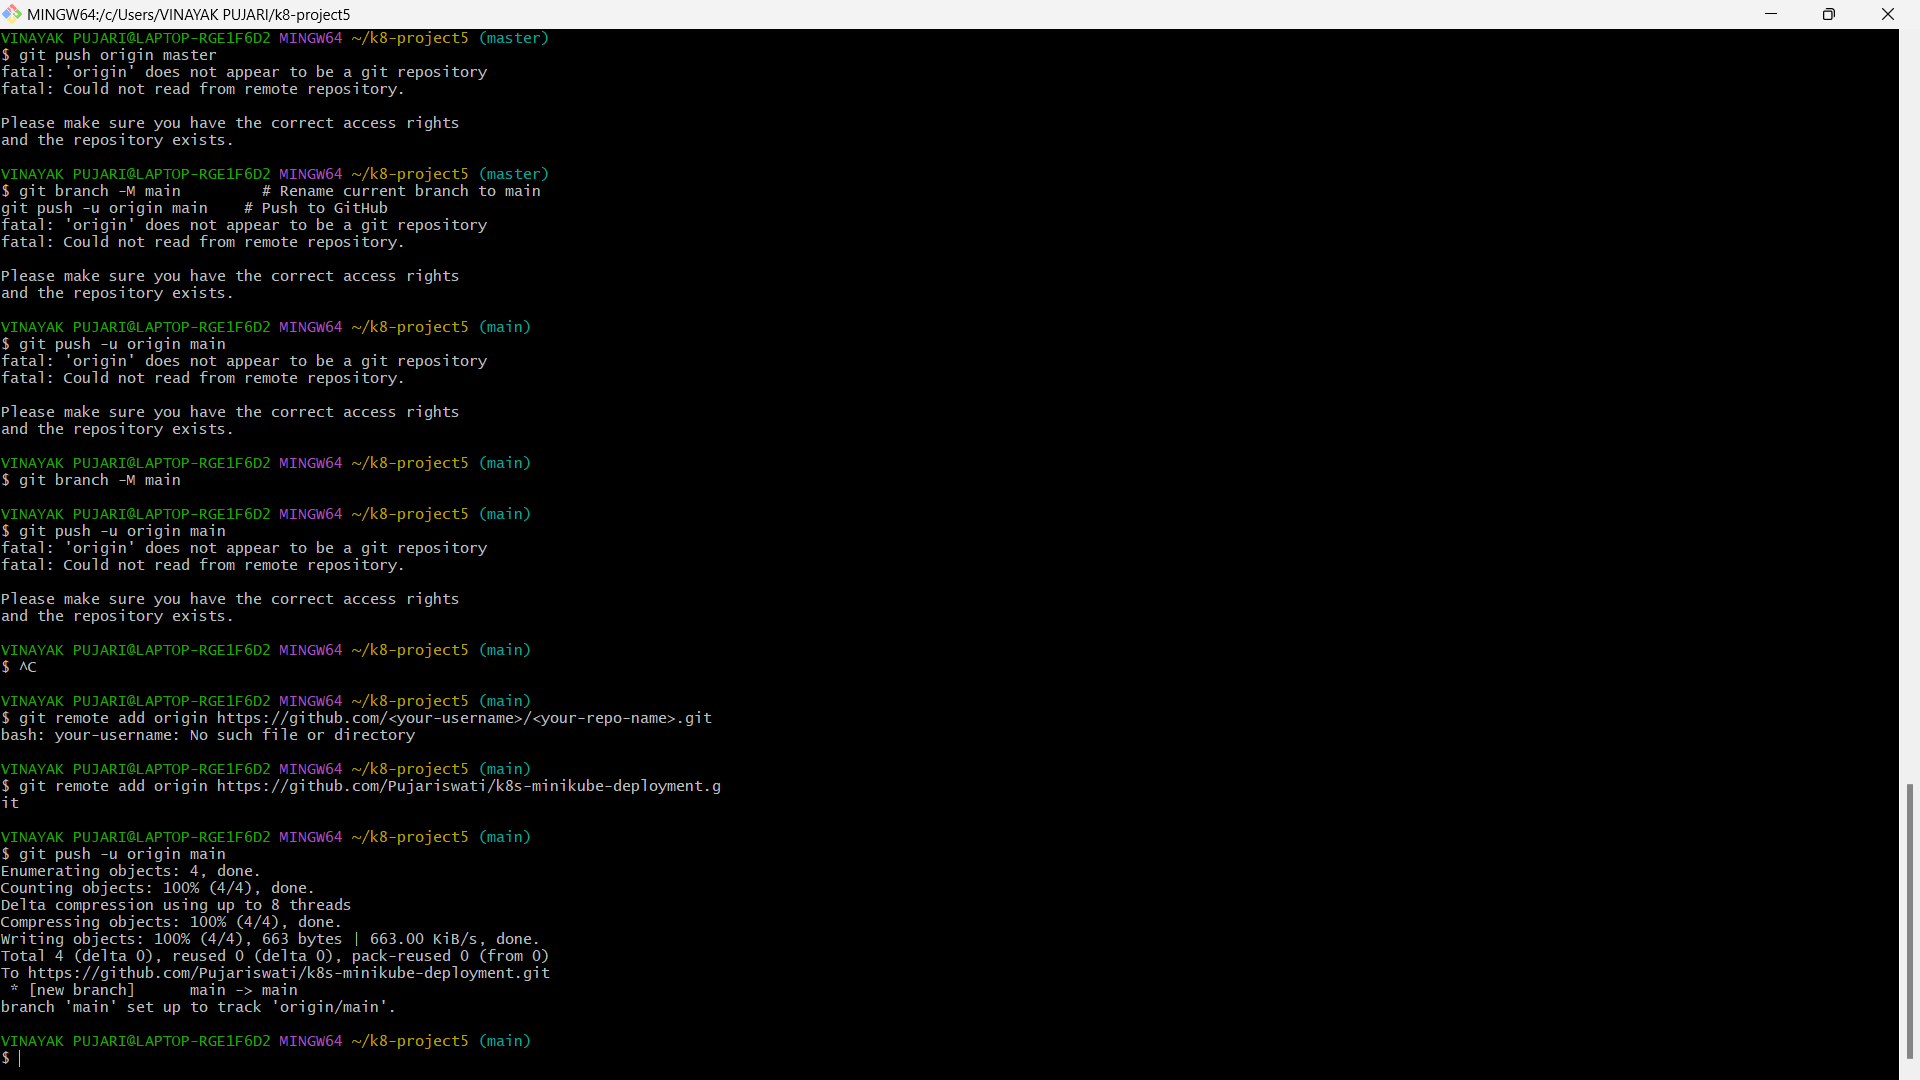 MINGW64:/c/Users/VINAYAK PUJARI/k8-project5
VINAYAK PUJARI@LAPTOP-RGE1F6D2 MINGW64 ~/k8-project5 (master)
$ git push origin master
fatal: 'origin' does not appear to be a git repository
fatal: Could not read from remote repository.

Please make sure you have the correct access rights
and the repository exists.

VINAYAK PUJARI@LAPTOP-RGE1F6D2 MINGW64 ~/k8-project5 (master)
$ git branch -M main         # Rename current branch to main
git push -u origin main    # Push to GitHub
fatal: 'origin' does not appear to be a git repository
fatal: Could not read from remote repository.

Please make sure you have the correct access rights
and the repository exists.

VINAYAK PUJARI@LAPTOP-RGE1F6D2 MINGW64 ~/k8-project5 (main)
$ git push -u origin main
fatal: 'origin' does not appear to be a git repository
fatal: Could not read from remote repository.

Please make sure you have the correct access rights
and the repository exists.

VINAYAK PUJARI@LAPTOP-RGE1F6D2 MINGW64 ~/k8-project5 (main)
$ git branch -M main

VINAYAK PUJARI@LAPTOP-RGE1F6D2 MINGW64 ~/k8-project5 (main)
$ git push -u origin main
fatal: 'origin' does not appear to be a git repository
fatal: Could not read from remote repository.

Please make sure you have the correct access rights
and the repository exists.

VINAYAK PUJARI@LAPTOP-RGE1F6D2 MINGW64 ~/k8-project5 (main)
$ ^C

VINAYAK PUJARI@LAPTOP-RGE1F6D2 MINGW64 ~/k8-project5 (main)
$ git remote add origin https://github.com/<your-username>/<your-repo-name>.git
bash: your-username: No such file or directory

VINAYAK PUJARI@LAPTOP-RGE1F6D2 MINGW64 ~/k8-project5 (main)
$ git remote add origin https://github.com/Pujariswati/k8s-minikube-deployment.g
it

VINAYAK PUJARI@LAPTOP-RGE1F6D2 MINGW64 ~/k8-project5 (main)
$ git push -u origin main
Enumerating objects: 4, done.
Counting objects: 100% (4/4), done.
Delta compression using up to 8 threads
Compressing objects: 100% (4/4), done.
Writing objects: 100% (4/4), 663 bytes | 663.00 KiB/s, done.
Total 4 (delta 0), reused 0 (delta 0), pack-reused 0 (from 0)
To https://github.com/Pujariswati/k8s-minikube-deployment.git
 * [new branch]      main -> main
branch 'main' set up to track 'origin/main'.

VINAYAK PUJARI@LAPTOP-RGE1F6D2 MINGW64 ~/k8-project5 (main)
$